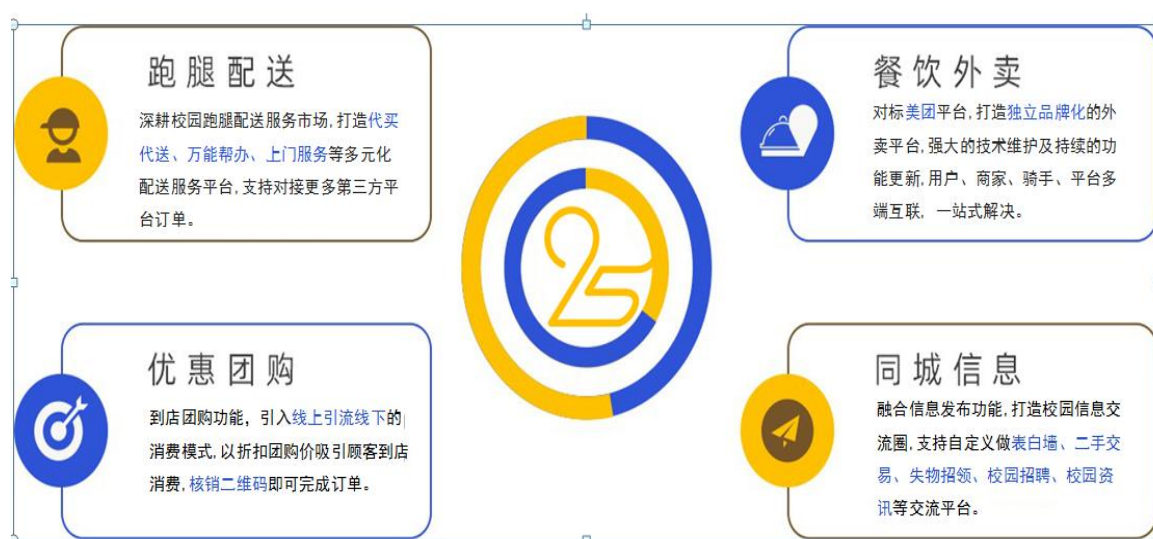 跑腿配送
深耕校园跑腿配送服务市场,打造代买
代送、万能帮办、上门服务等多元化
配送服务平台,支持对接更多第三方平
台订单。
餐饮外卖
对标美团平台,打造独立品牌化的外
卖平台,强大的技术维护及持续的功
能更新,用户、商家、骑手、平台多
端互联, 一站式解决。
25
优惠团购
到店团购功能，引入线上引流线下的
消费模式,以折扣团购价吸引顾客到店
消费,核销二维码即可完成订单。
同城信息
融合信息发布功能,打造校园信息交
流圈,支持自定义做表白墙、二手交
易、失物招领、校园招聘、校园资
讯等交流平台。